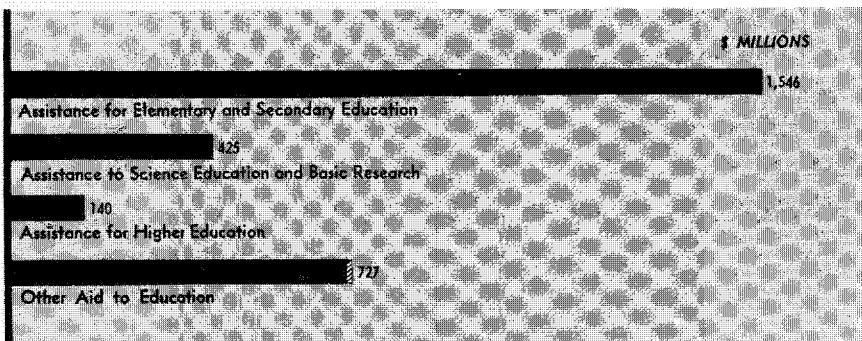 $ MILLIONS
1,546
Assistance for Elementary and Secondary Education
425
Assistance to Science Education and Basic Research
140
Assistance for Higher Education
727
Other Aid to Education